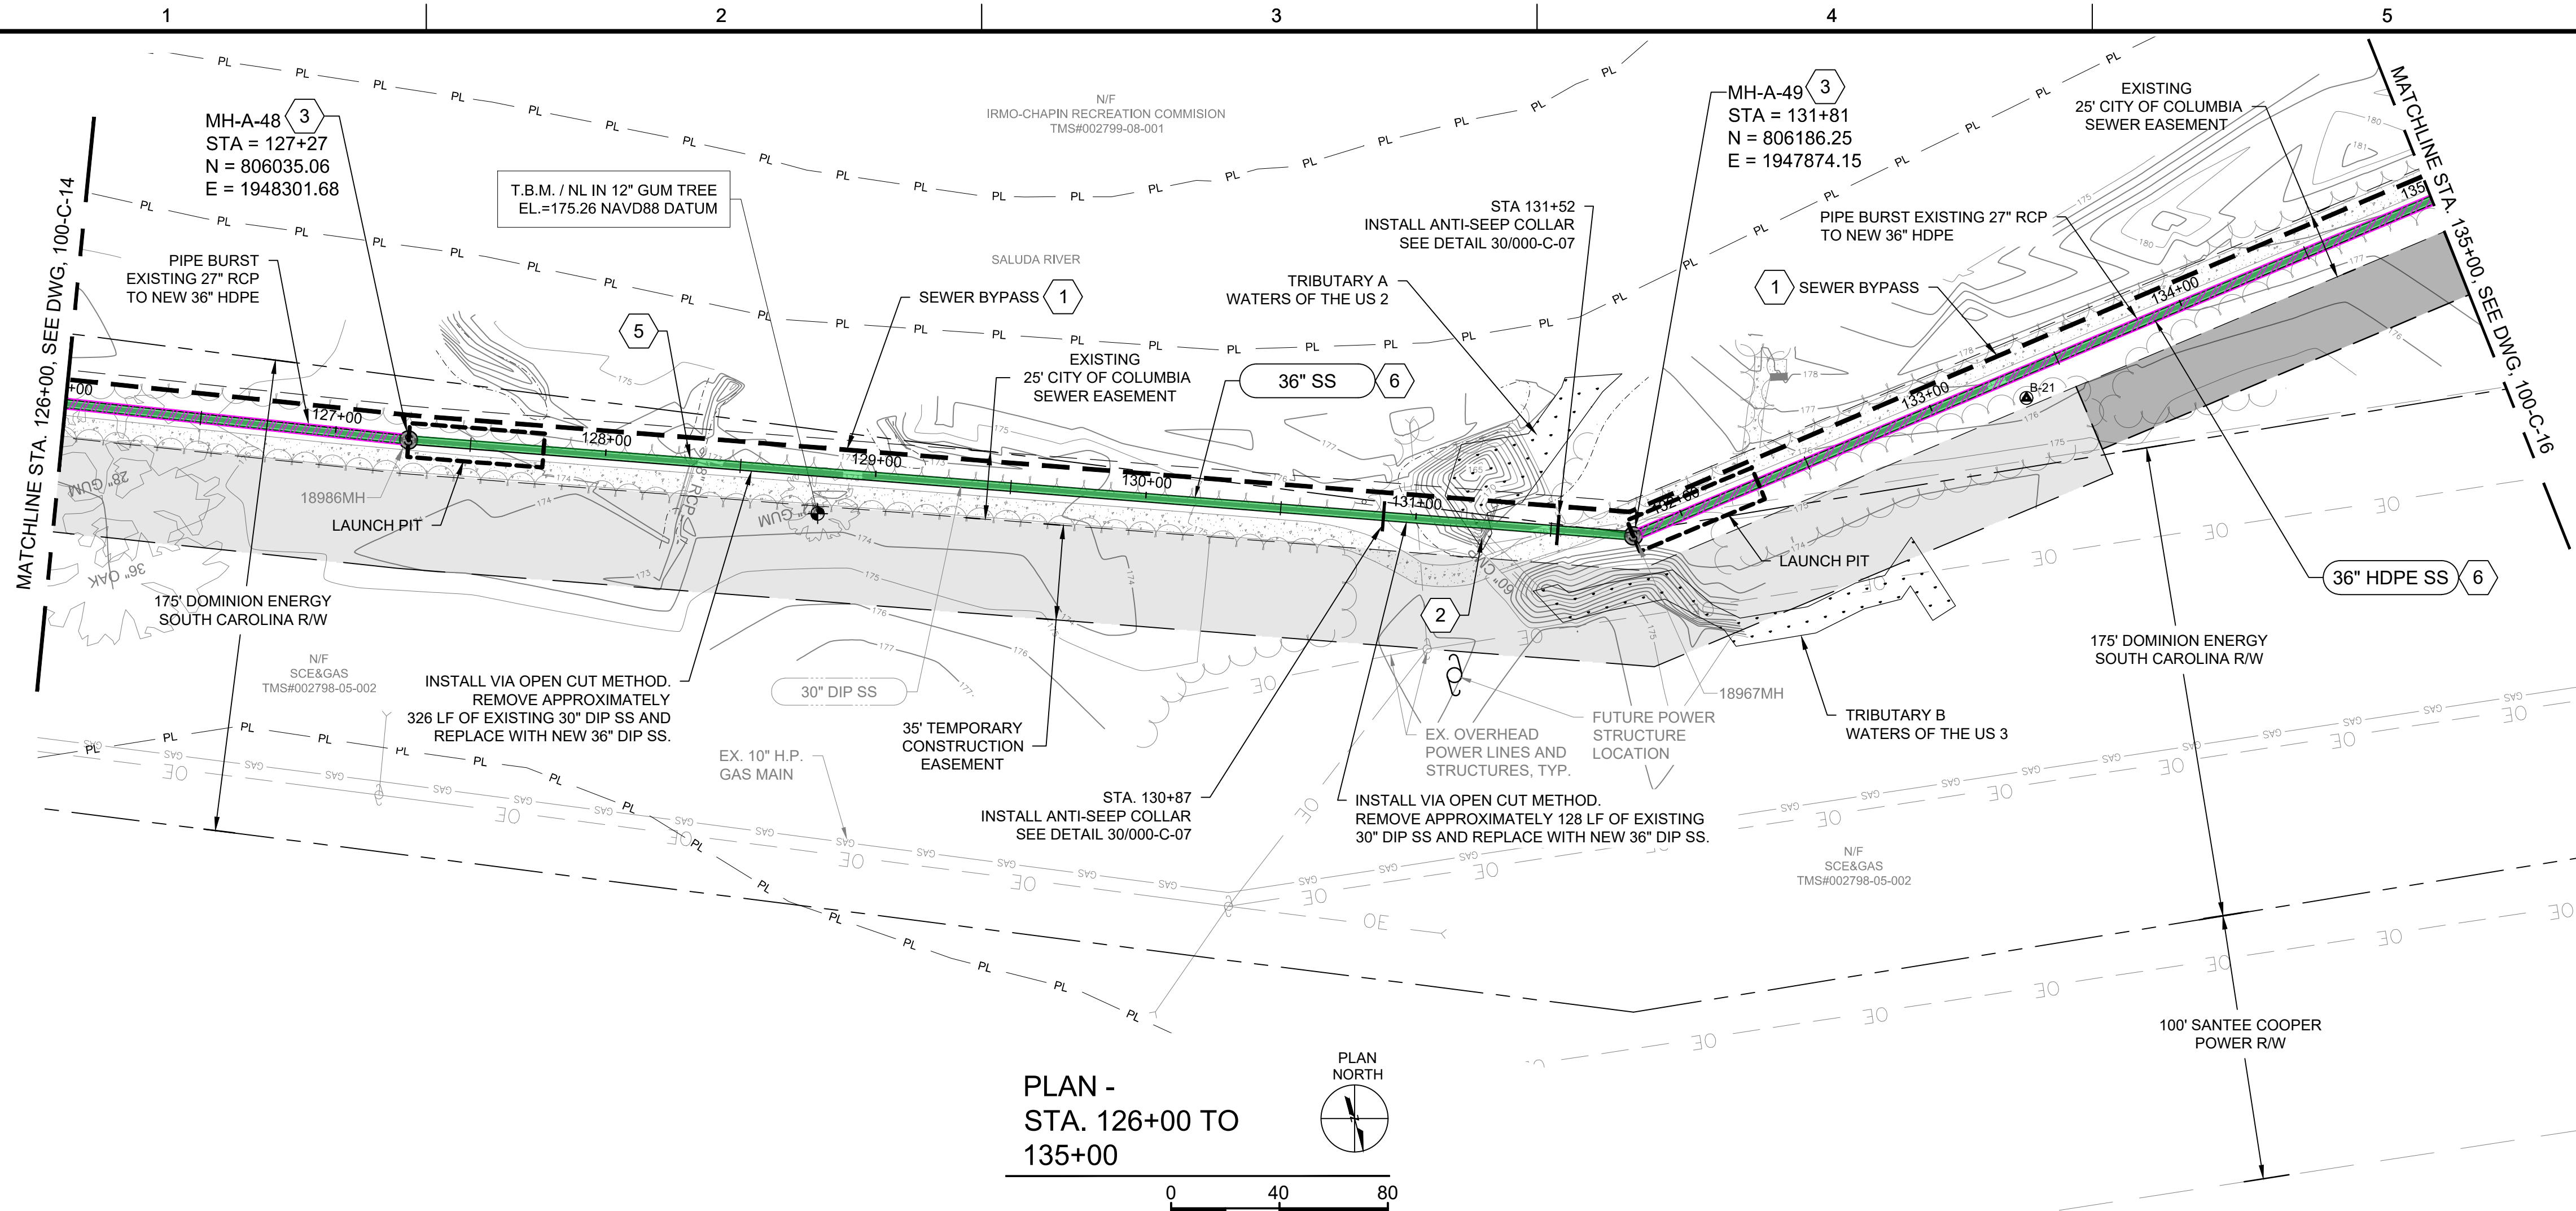 1
2
3
4
5
MATCHLINE STA. 126+00, SEE DWG, 100-C-14
MH-A-48
3
STA = 127+27
N = 806035.06
E = 1948301.68
PIPE BURST
EXISTING 27" RCP
TO NEW 36" HDPE
T.B.M. / NL IN 12" GUM TREE
EL.=175.26 NAVD88 DATUM
N/F
IRMO-CHAPIN RECREATION COMMISION
TMS#002799-08-001
SALUDA RIVER
5
SEWER BYPASS
1
EXISTING
25' CITY OF COLUMBIA
SEWER EASEMENT
36" SS
6
TRIBUTARY A
WATERS OF THE US 2
STA 131+52
INSTALL ANTI-SEEP COLLAR
SEE DETAIL 30/000-C-07
MH-A-49
3
STA = 131+81
N = 806186.25
E = 1947874.15
PIPE BURST EXISTING 27" RCP
TO NEW 36" HDPE
1
SEWER BYPASS
EXISTING
25' CITY OF COLUMBIA
SEWER EASEMENT
MATCHLINE STA. 135+00, SEE DWG. 100-C-16
+00
127+00
128+00
129+00
130+00
131+00
132+00
133+00
134+00
135
B-21
28" GUM
36" OAK
18986MH
LAUNCH PIT
LAUNCH PIT
2
36" HDPE SS
6
175' DOMINION ENERGY
SOUTH CAROLINA R/W
N/F
SCE&GAS
TMS#002798-05-002
INSTALL VIA OPEN CUT METHOD.
REMOVE APPROXIMATELY
326 LF OF EXISTING 30" DIP SS AND
REPLACE WITH NEW 36" DIP SS.
30" DIP SS
EX. 10" H.P.
GAS MAIN
35' TEMPORARY
CONSTRUCTION
EASEMENT
STA. 130+87
INSTALL ANTI-SEEP COLLAR
SEE DETAIL 30/000-C-07
EX. OVERHEAD
POWER LINES AND
STRUCTURES, TYP.
FUTURE POWER
STRUCTURE
LOCATION
18967MH
TRIBUTARY B
WATERS OF THE US 3
INSTALL VIA OPEN CUT METHOD.
REMOVE APPROXIMATELY 128 LF OF EXISTING
30" DIP SS AND REPLACE WITH NEW 36" DIP SS.
175' DOMINION ENERGY
SOUTH CAROLINA R/W
N/F
SCE&GAS
TMS#002798-05-002
100' SANTEE COOPER
POWER R/W
PLAN -
STA. 126+00 TO
135+00
PLAN
NORTH
0
40
80